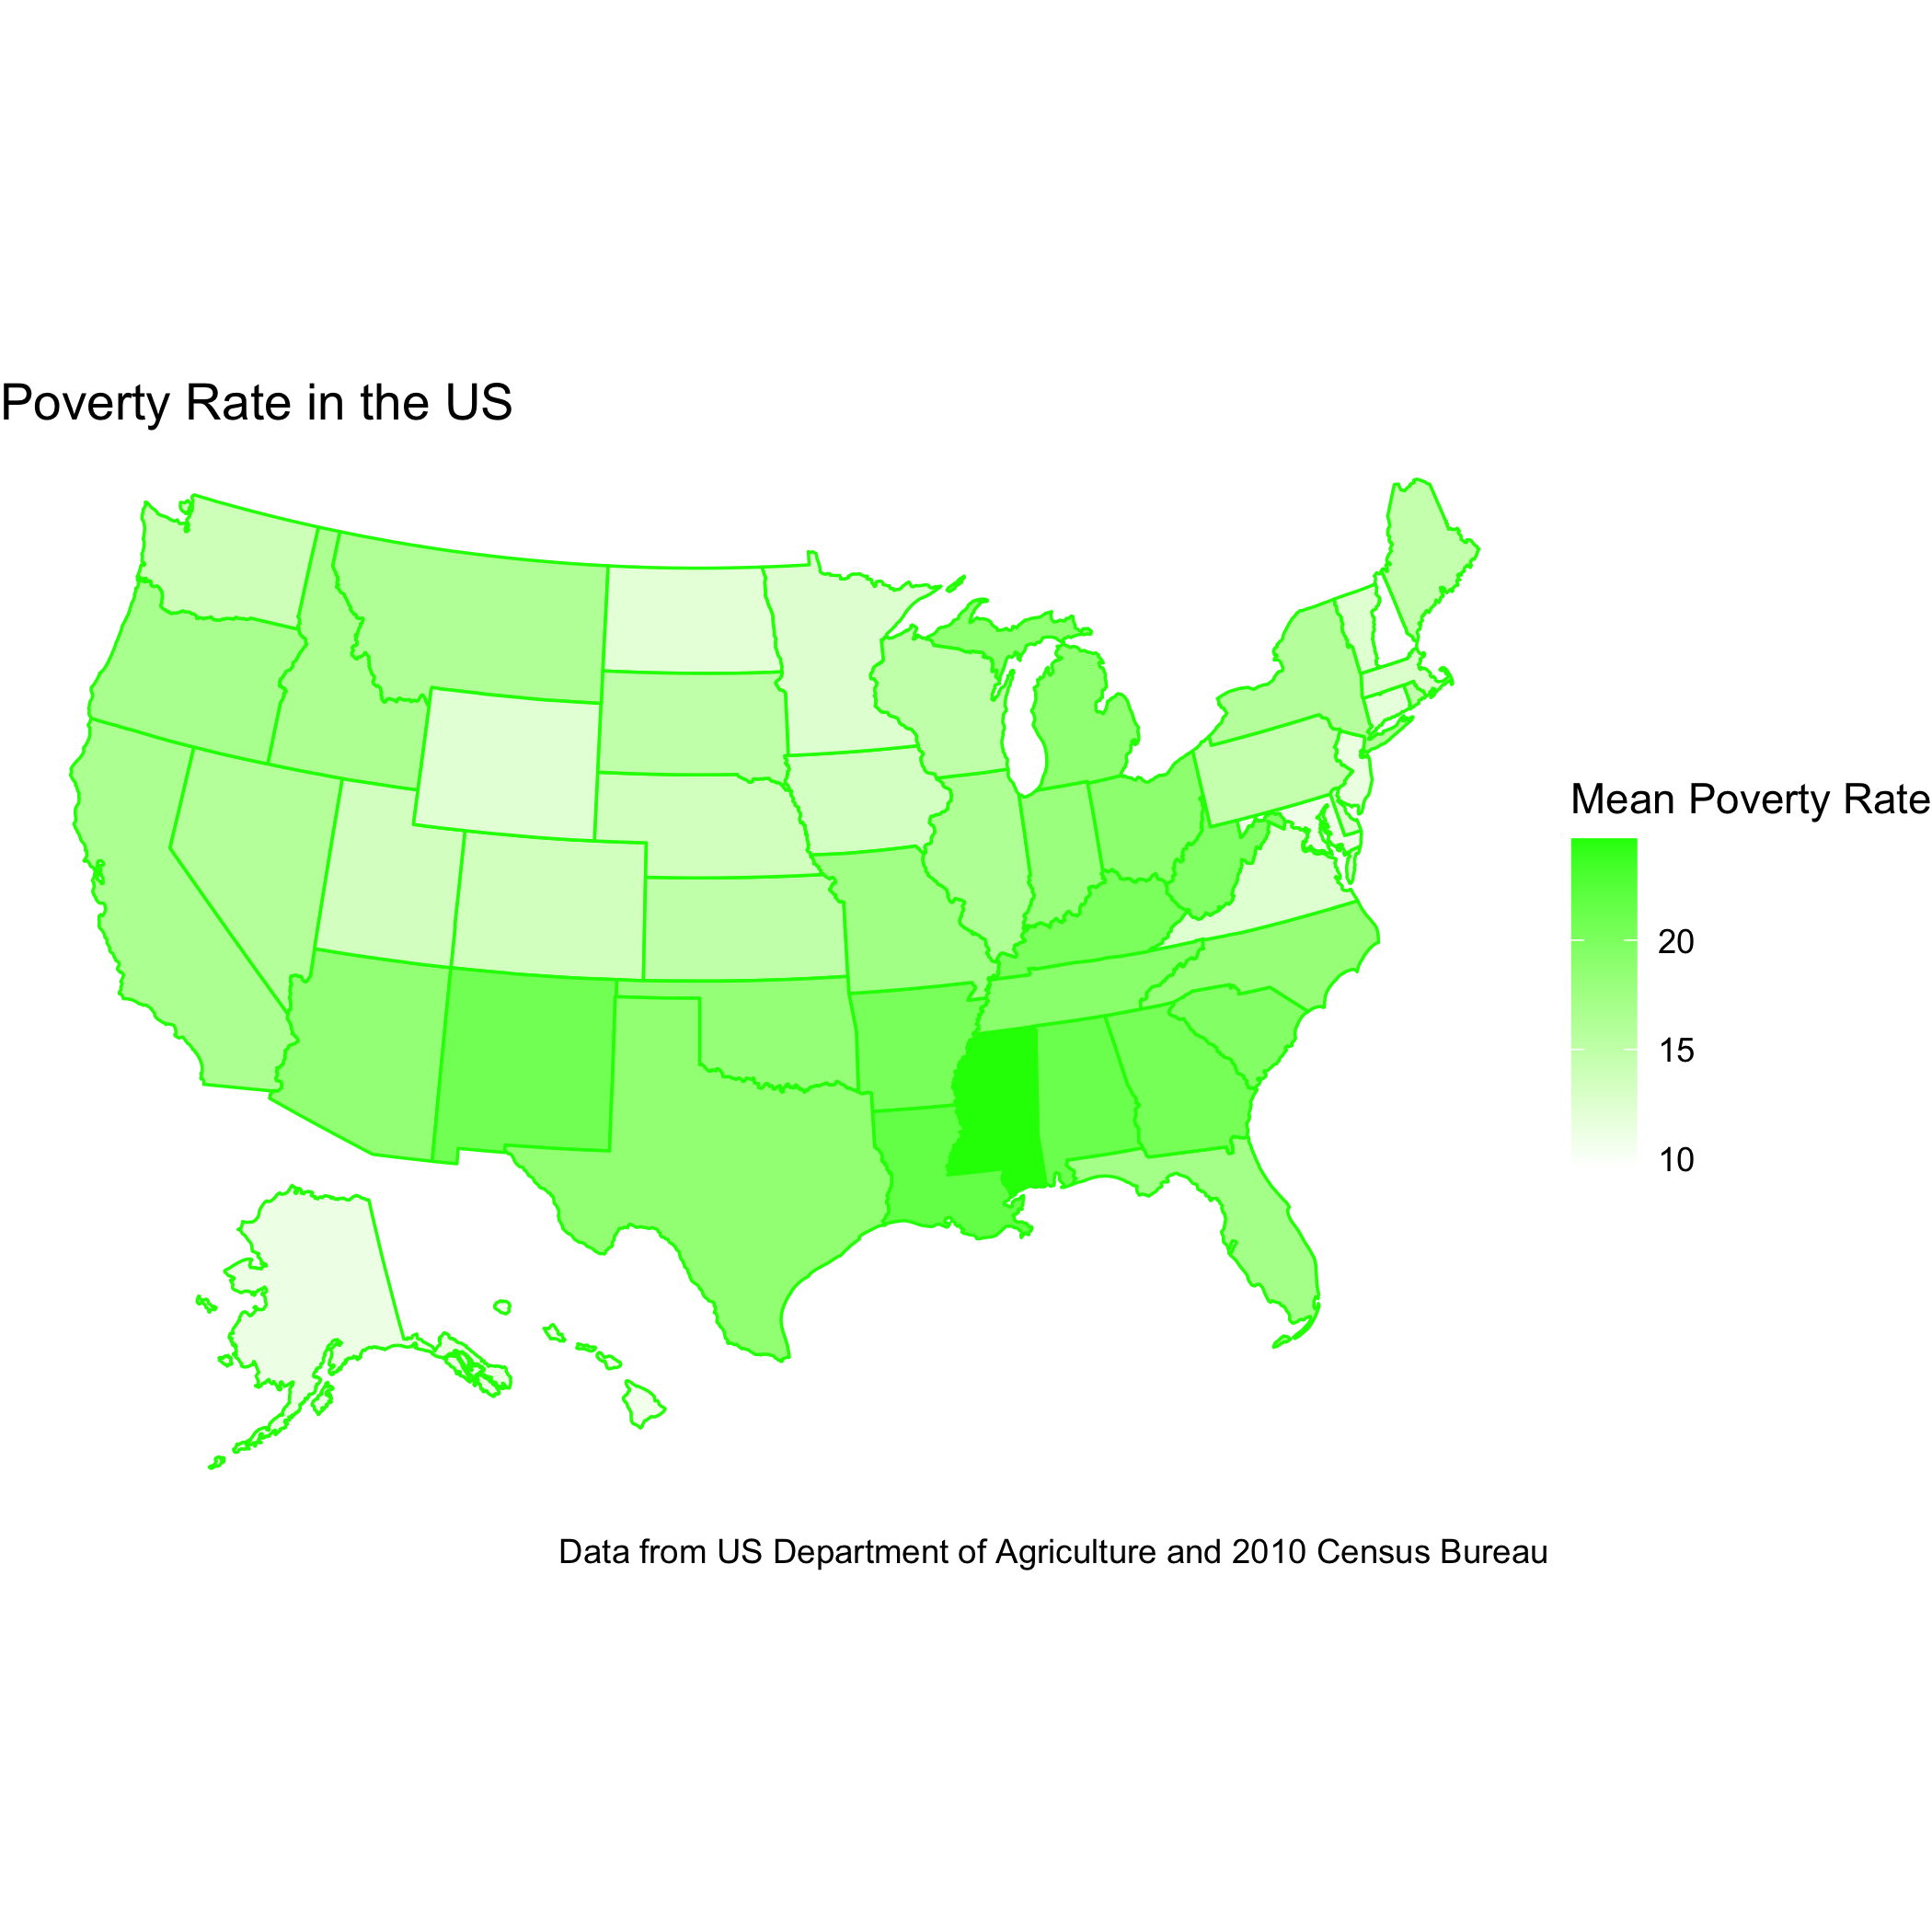 Poverty Rate in the US
Mean Poverty Rate
20
15
10
Data from US Department of Agriculture and 2010 Census Bureau